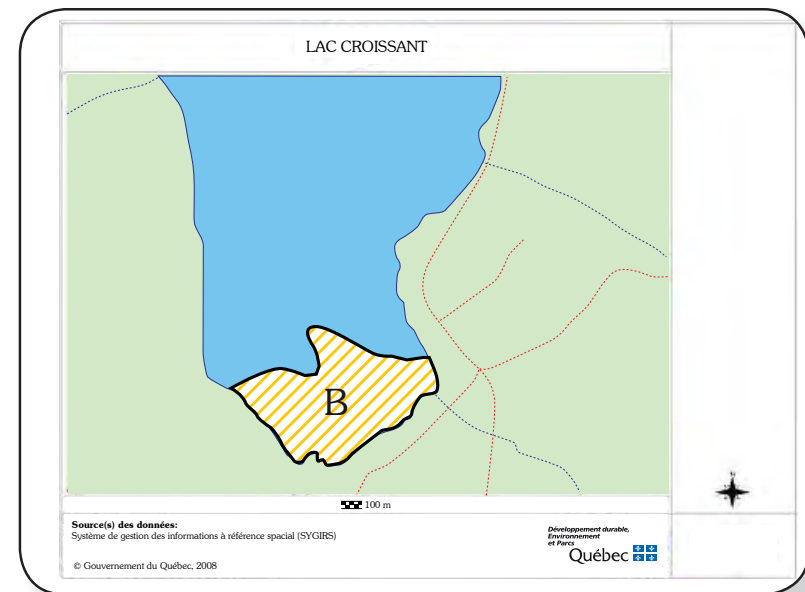 LAC CROISSANT
B
N
100 m
Source(s) des données:
Système de gestion des informations à référence spacial (SYGIRS)
© Gouvernement du Québec, 2008
Développement durable,
Environnement
et Parcs
Québec